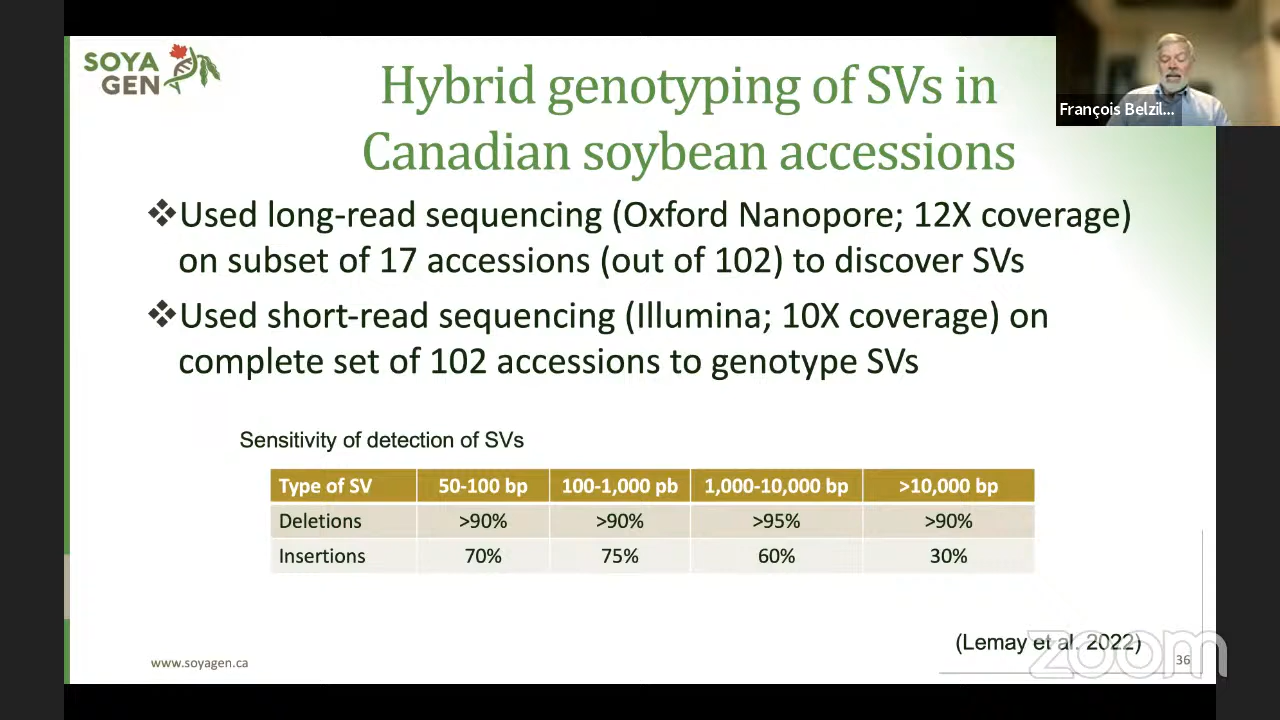 SOYA
GEN
Hybrid genotyping of SVs in
Canadian soybean accessions
François Belzil...
❖Used long-read sequencing (Oxford Nanopore; 12X coverage)
on subset of 17 accessions (out of 102) to discover SVs
❖Used short-read sequencing (Illumina; 10X coverage) on
complete set of 102 accessions to genotype SVs
Sensitivity of detection of SVs
Type of SV 50-100 bp 100-1,000 pb 1,000-10,000 bp >10,000 bp
Deletions >90% >90% >95% >90%
Insertions 70% 75% 60% 30%
(Lemay et al. 2022)
www.soyagen.ca
36
zoom